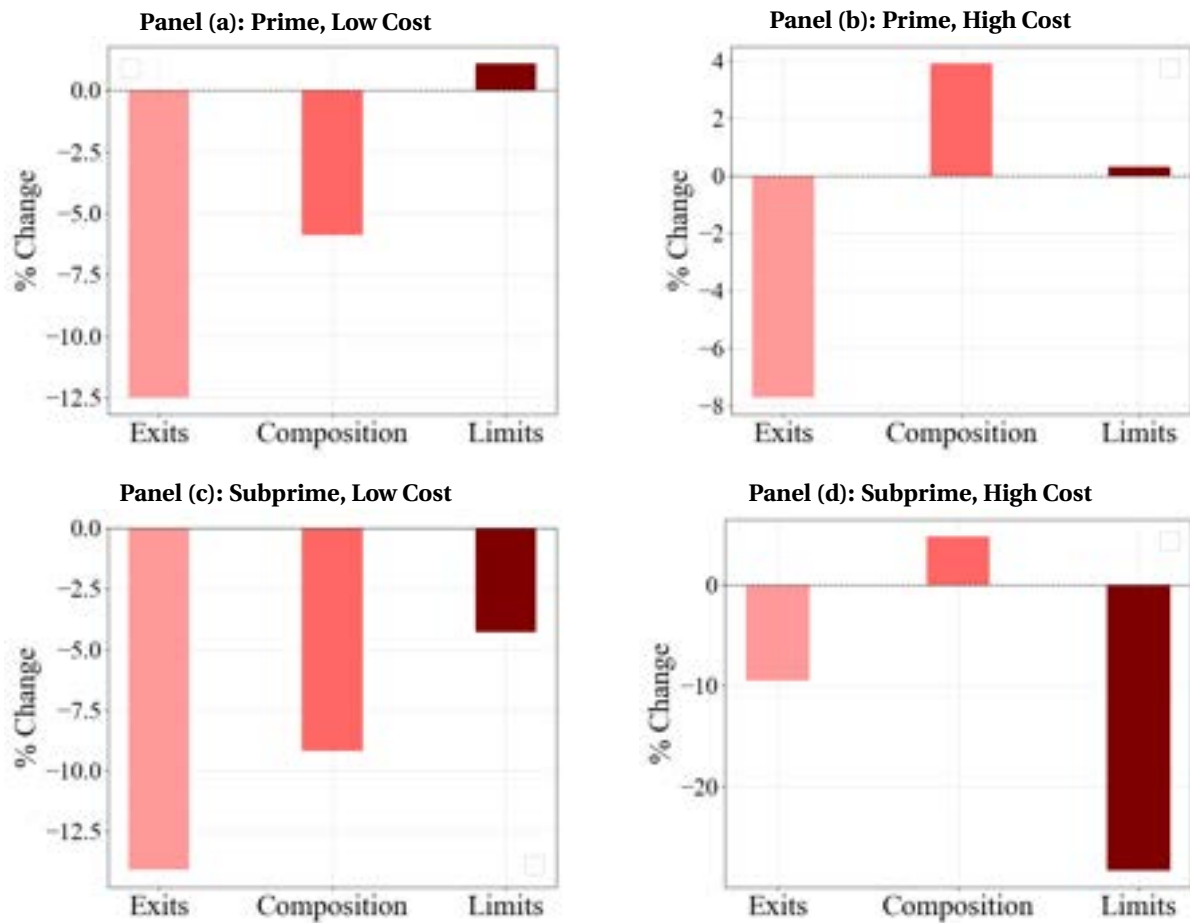 Panel (a): Prime, Low Cost
% Change
0.0
−2.5
−5.0
−7.5
−10.0
−12.5
Exits Composition Limits
Panel (b): Prime, High Cost
% Change
4
2
0
−2
−4
−6
−8
Exits Composition Limits
Panel (c): Subprime, Low Cost
% Change
0.0
−2.5
−5.0
−7.5
−10.0
−12.5
Exits Composition Limits
Panel (d): Subprime, High Cost
% Change
0
−10
−20
Exits Composition Limits